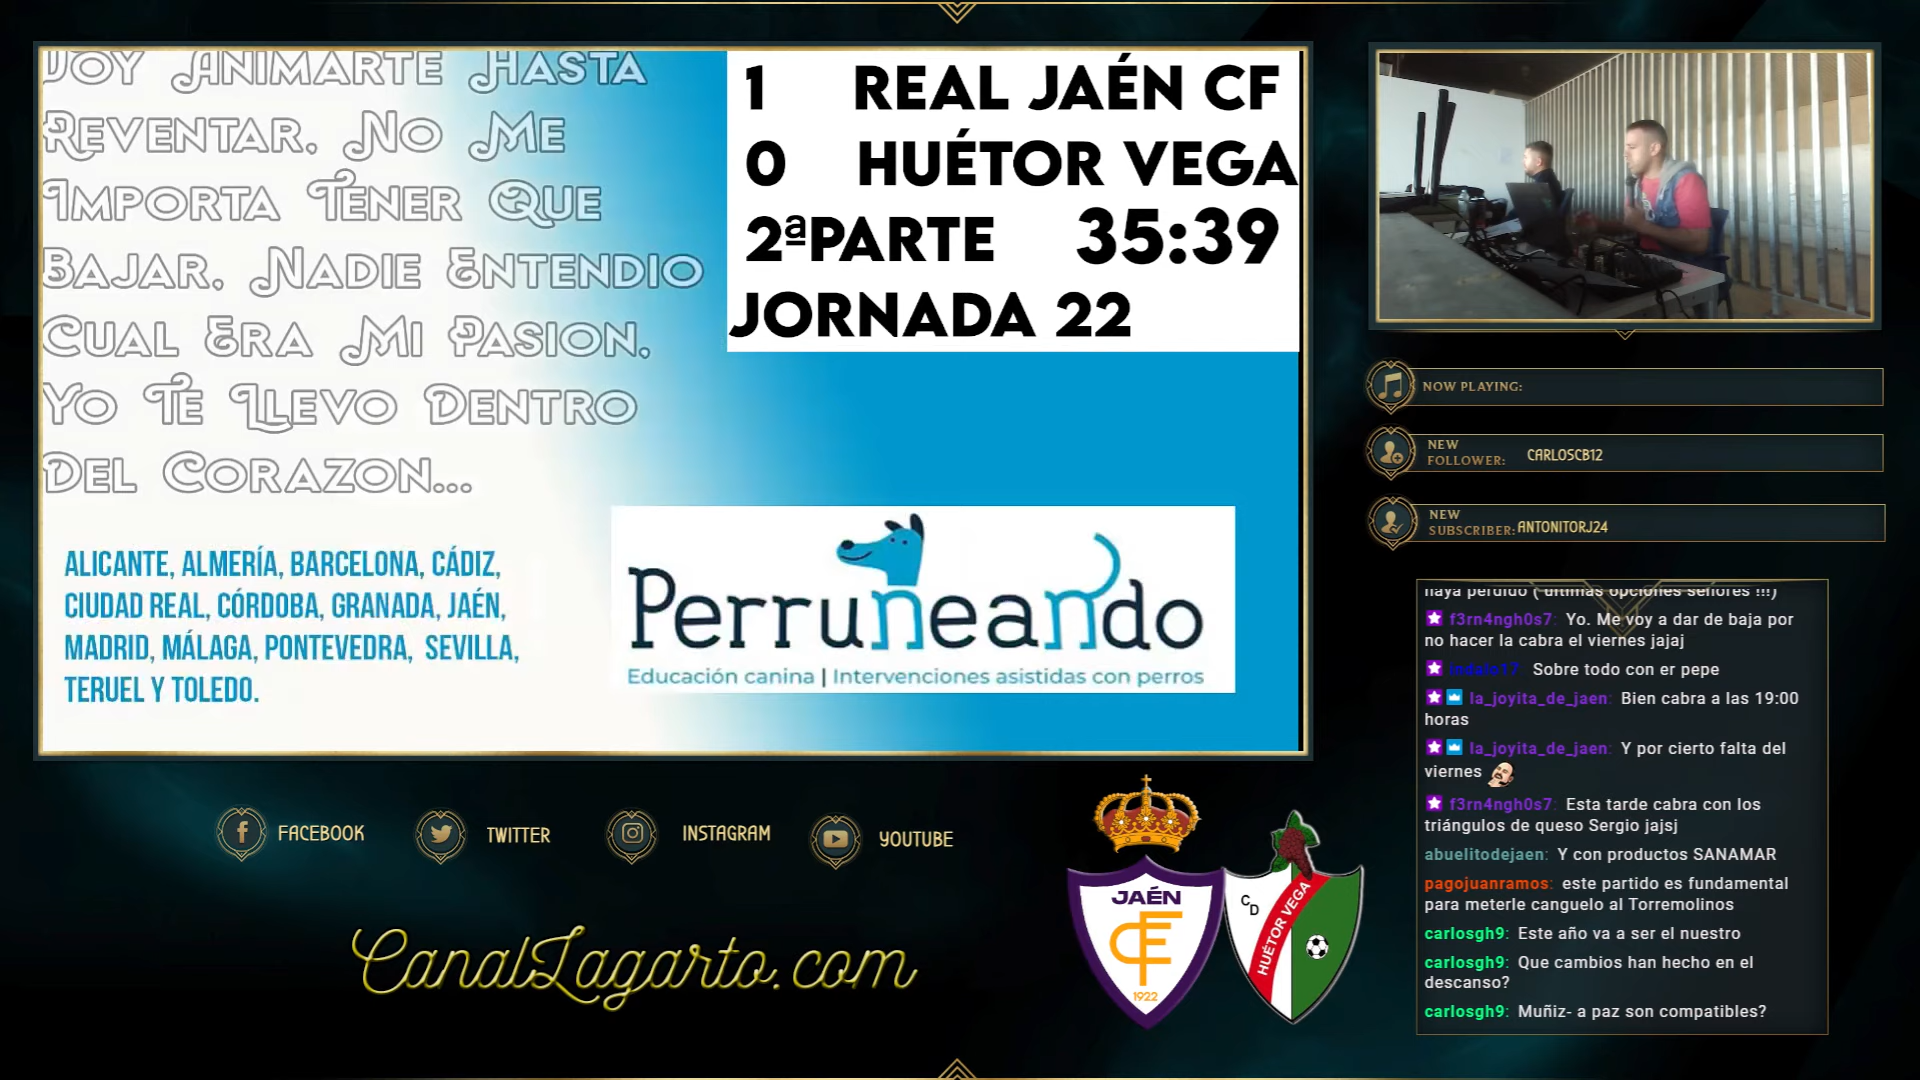 Voy Animarte Hasta
Reventar. No Me
Importa Tener Que
Bajar. Nadie Entendio
Cual Era Mi Pasion.
Yo Te Llevo Dentro
Del Corazon...
ALICANTE, ALMERÍA, BARCELONA, CÁDIZ,
CIUDAD REAL, CÓRDOBA, GRANADA, JAÉN,
MADRID, MÁLAGA, PONTEVEDRA, SEVILLA,
TERUEL Y TOLEDO.
1 REAL JAÉN CF
0 HUÉTOR VEGA
2ªPARTE 35:39
JORNADA 22
Perruneando
Educación canina | Intervenciones asistidas con perros
NOW PLAYING:
NEW
FOLLOWER: CARLOSCB12
NEW
SUBSCRIBER: ANTONITORJ24
haya perdido ( últimas opciones señores !!!)
f3rn4ngh0s7: Yo. Me voy a dar de baja por
no hacer la cabra el viernes jajaj
indalo17: Sobre todo con er pepe
la_joyita_de_jaen: Bien cabra a las 19:00
horas
la_joyita_de_jaen: Y por cierto falta del
viernes
f3rn4ngh0s7: Esta tarde cabra con los
triángulos de queso Sergio jajsj
abuelitodejaen: Y con productos SANAMAR
pagojuanramos: este partido es fundamental
para meterle canguelo al Torremolinos
carlosgh9: Este año va a ser el nuestro
carlosgh9: Que cambios han hecho en el
descanso?
carlosgh9: Muñiz- a paz son compatibles?
FACEBOOK
TWITTER
INSTAGRAM
YOUTUBE
CanalLagarto.com
JAÉN
CF
1922
CD
HUÉTOR VEGA